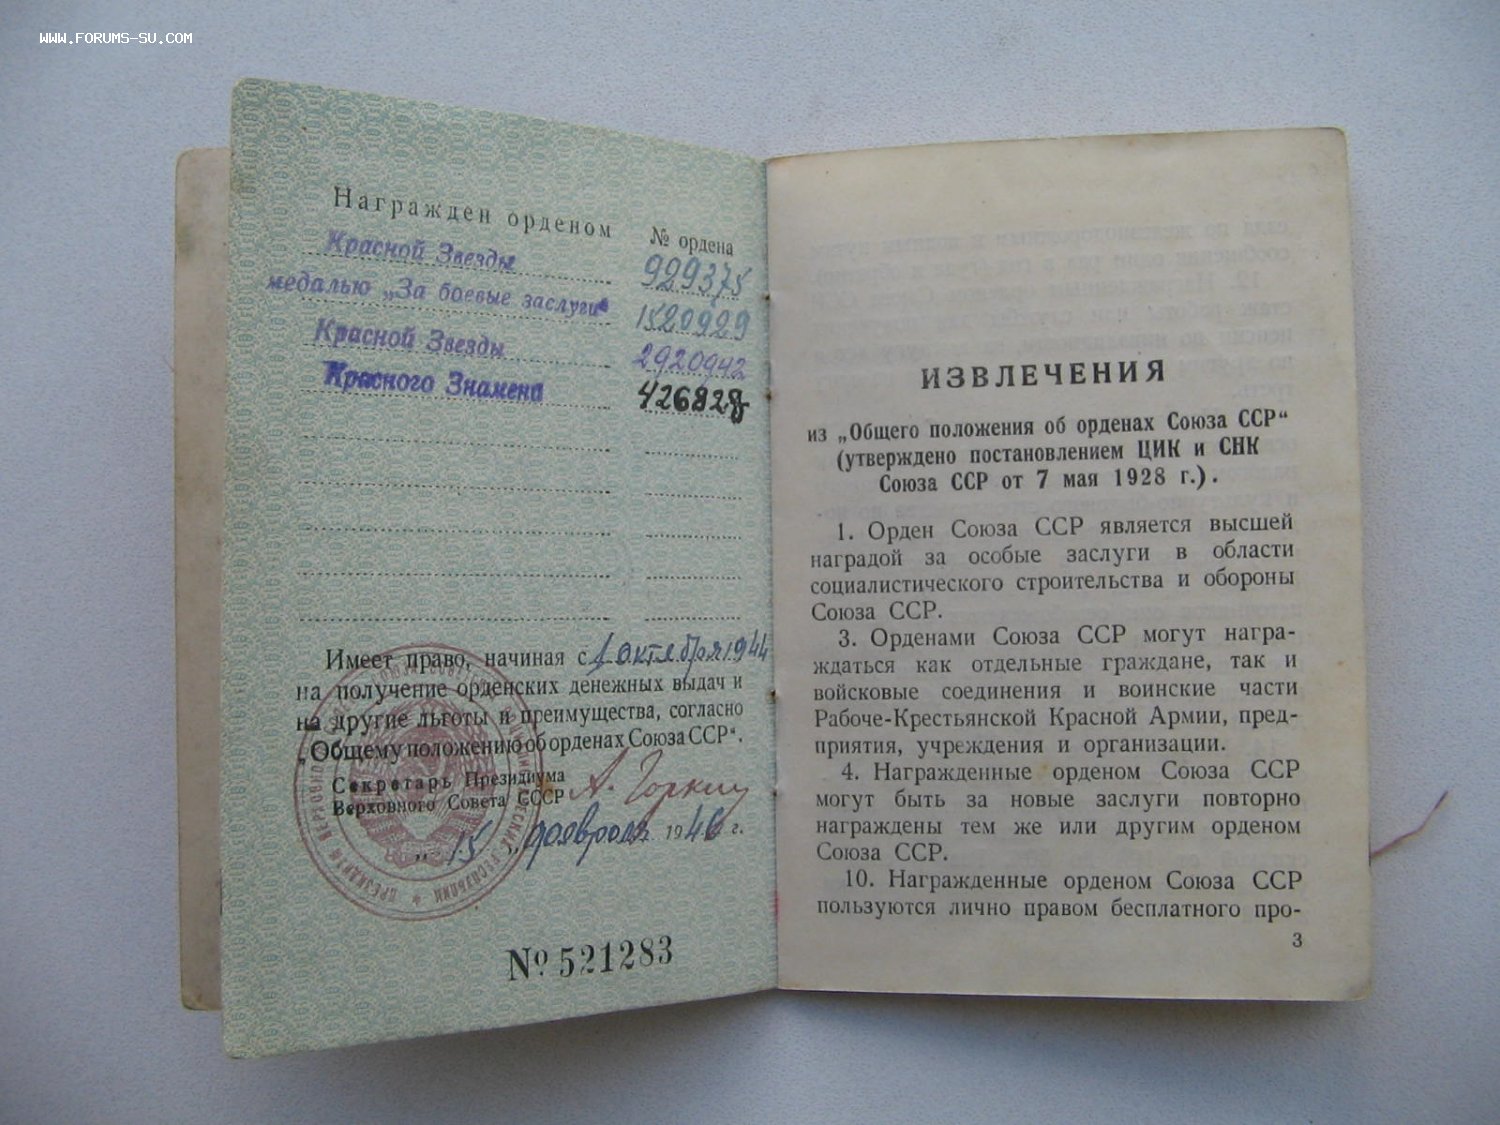 WWW.FORUMS-SU.COM
Награжден орденом № ордена
Красной Звезды 929375
медалью „За боевые заслуги“ 1520929
Красной Звезды 2920942
Красного Знамени 426828
Имеет право, начиная с 1 октября 1944
на получение орденских денежных выдач и
на другие льготы и преимущества, согласно
„Общему положению об орденах Союза ССР“.
Секретарь Президиума
Верховного Совета СССР А. Горкин
„15„ февраля 1946 г.
№ 521283
ИЗВЛЕЧЕНИЯ
из „Общего положения об орденах Союза ССР“
(утверждено постановлением ЦИК и СНК
Союза ССР от 7 мая 1928 г.).
1. Орден Союза ССР является высшей
наградой за особые заслуги в области
социалистического строительства и обороны
Союза ССР.
3. Орденами Союза ССР могут награ-
ждаться как отдельные граждане, так и
войсковые соединения и воинские части
Рабоче-Крестьянской Красной Армии, пред-
приятия, учреждения и организации.
4. Награжденные орденом Союза ССР
могут быть за новые заслуги повторно
награждены тем же или другим орденом
Союза ССР.
10. Награжденные орденом Союза ССР
пользуются лично правом бесплатного про-
3